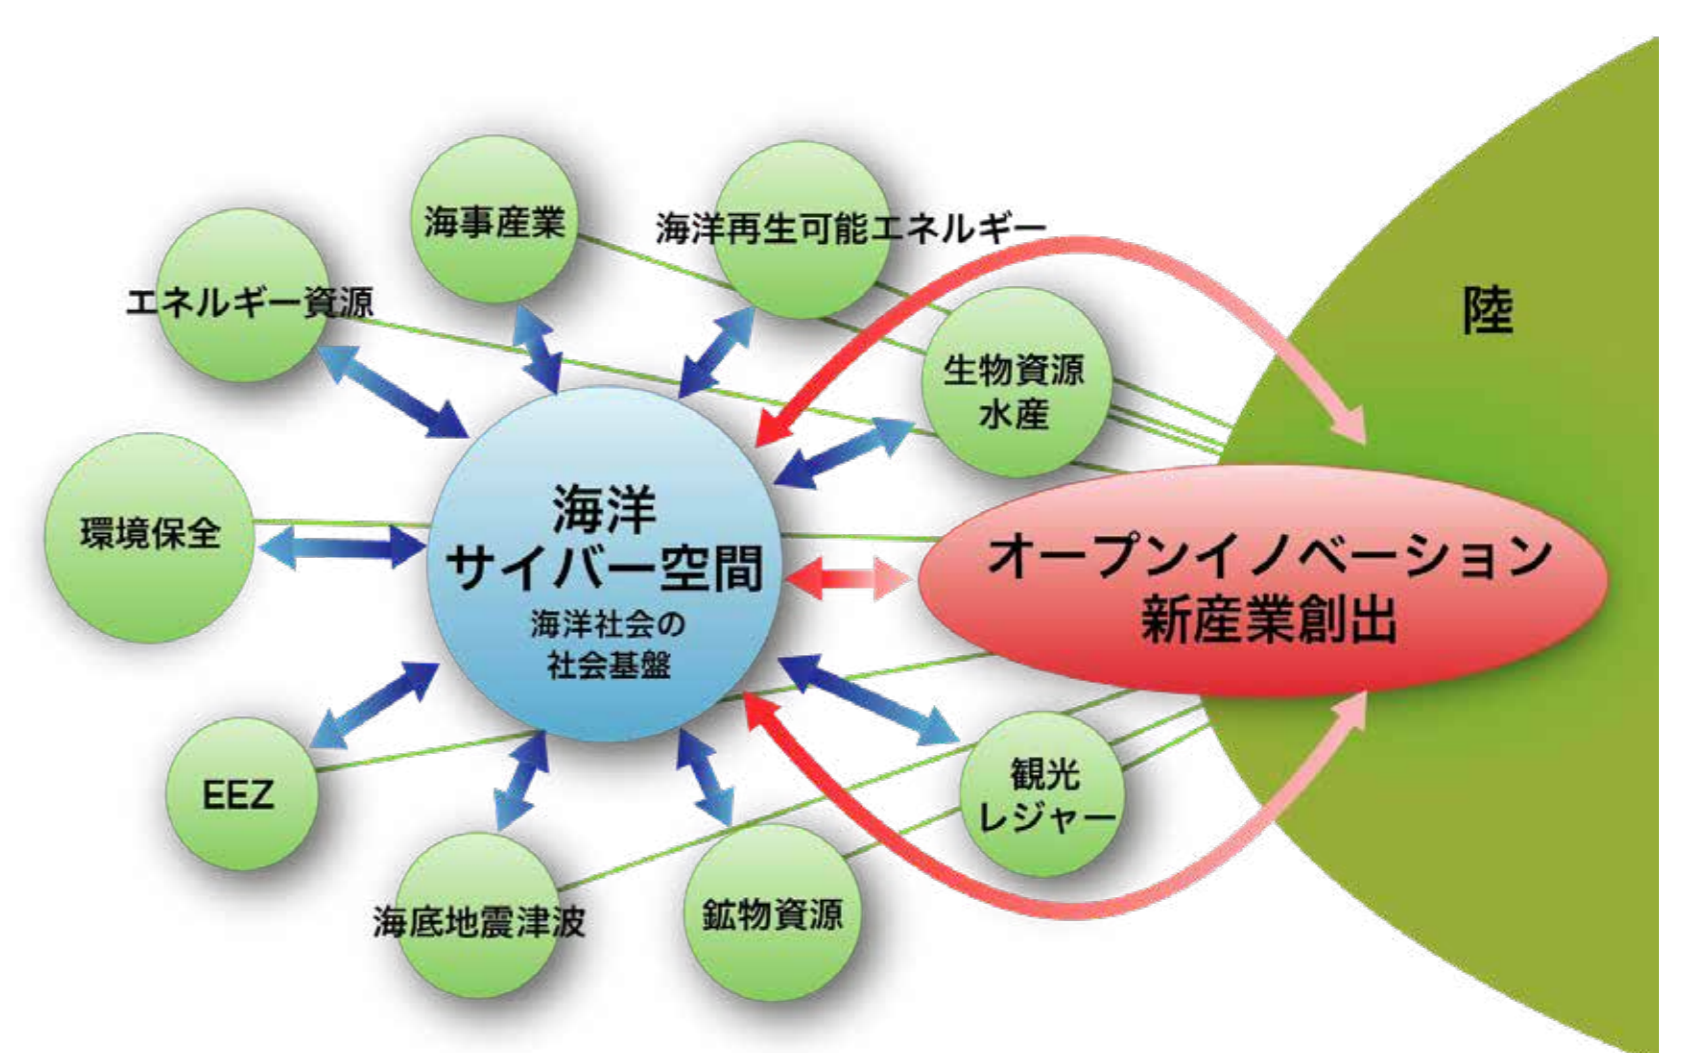 海事産業
海洋再生可能エネルギー
エネルギー資源
陸
生物資源
水産
環境保全
海洋
サイバー空間
海洋社会の
社会基盤
オープンイノベーション
新産業創出
EEZ
観光
レジャー
海底地震津波
鉱物資源